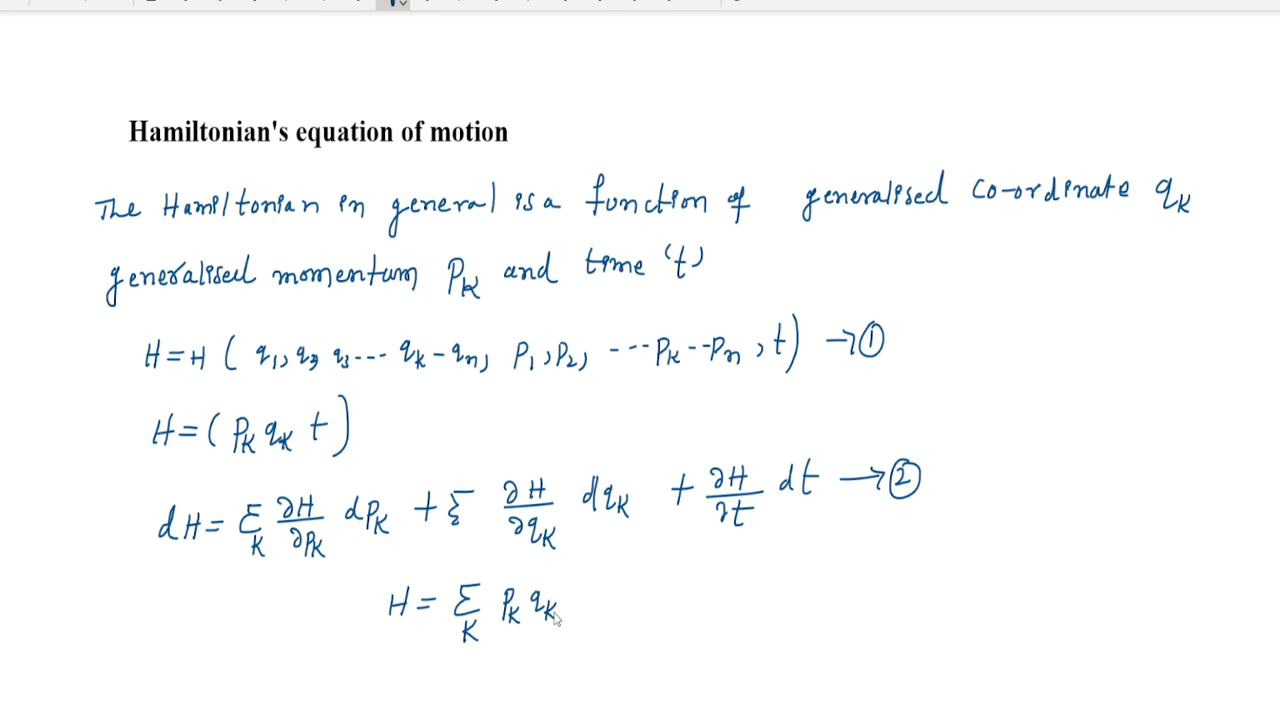 Hamiltonian's equation of motion
The Hamiltonian in general is a function of generalised co-ordinate qK
generalised momentum PK and time 't'
H = H ( q1, q2, q3 --- qK - qn, P1, P2, --- PK -- Pn, t) → ①
H = ( PK qK t )
dH = Σ K ∂H/∂PK dPK + Σ ∂H/∂qK dqK + ∂H/∂t dt → ②
H = Σ K PK qK